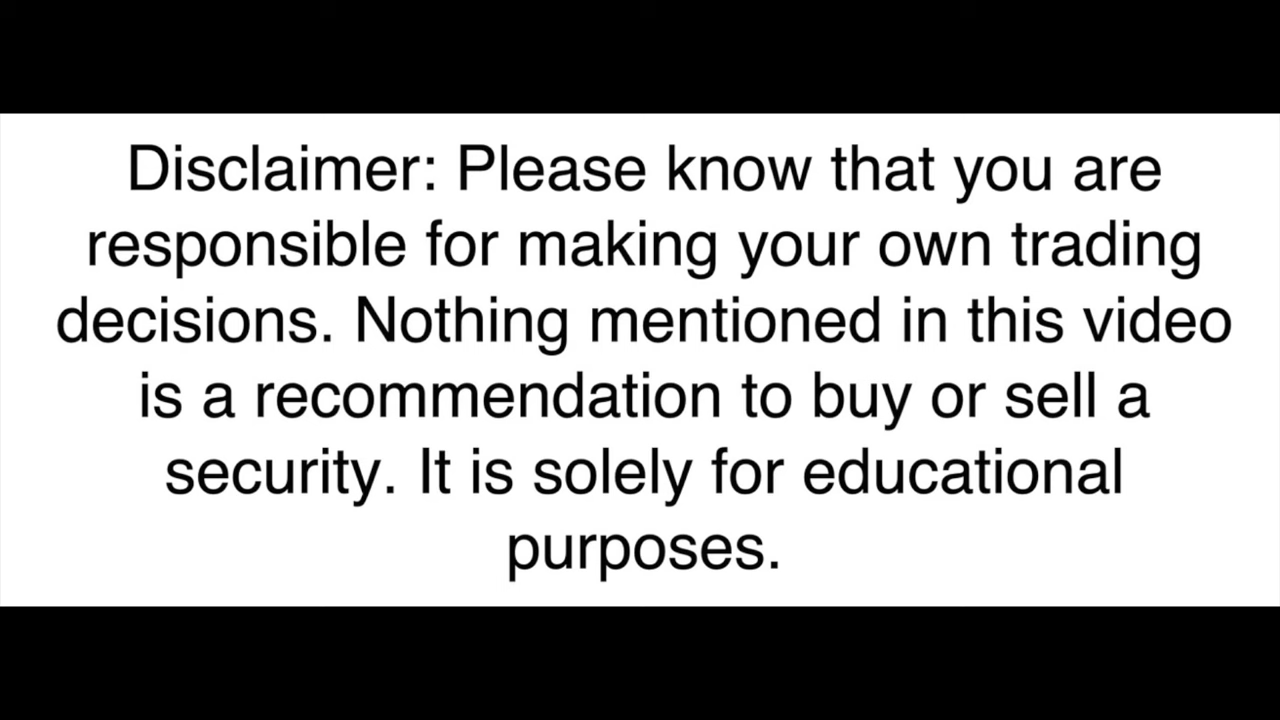 Disclaimer: Please know that you are
responsible for making your own trading
decisions. Nothing mentioned in this video
is a recommendation to buy or sell a
security. It is solely for educational
purposes.